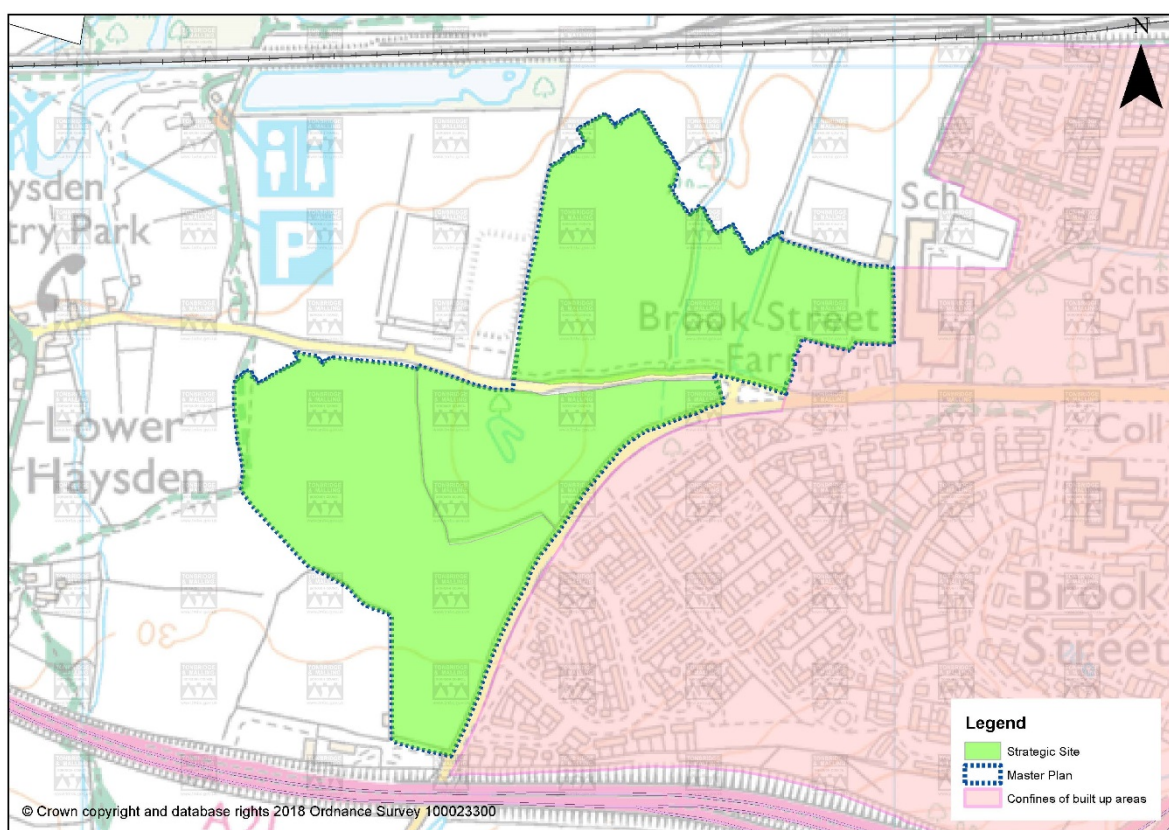 N
aysden
try Park
Sch
Schs
Brook Street
Farm
Lower
Haysden
Coll
Brook
Street
30
Legend
Strategic Site
Master Plan
Confines of built up areas
© Crown copyright and database rights 2018 Ordnance Survey 100023300